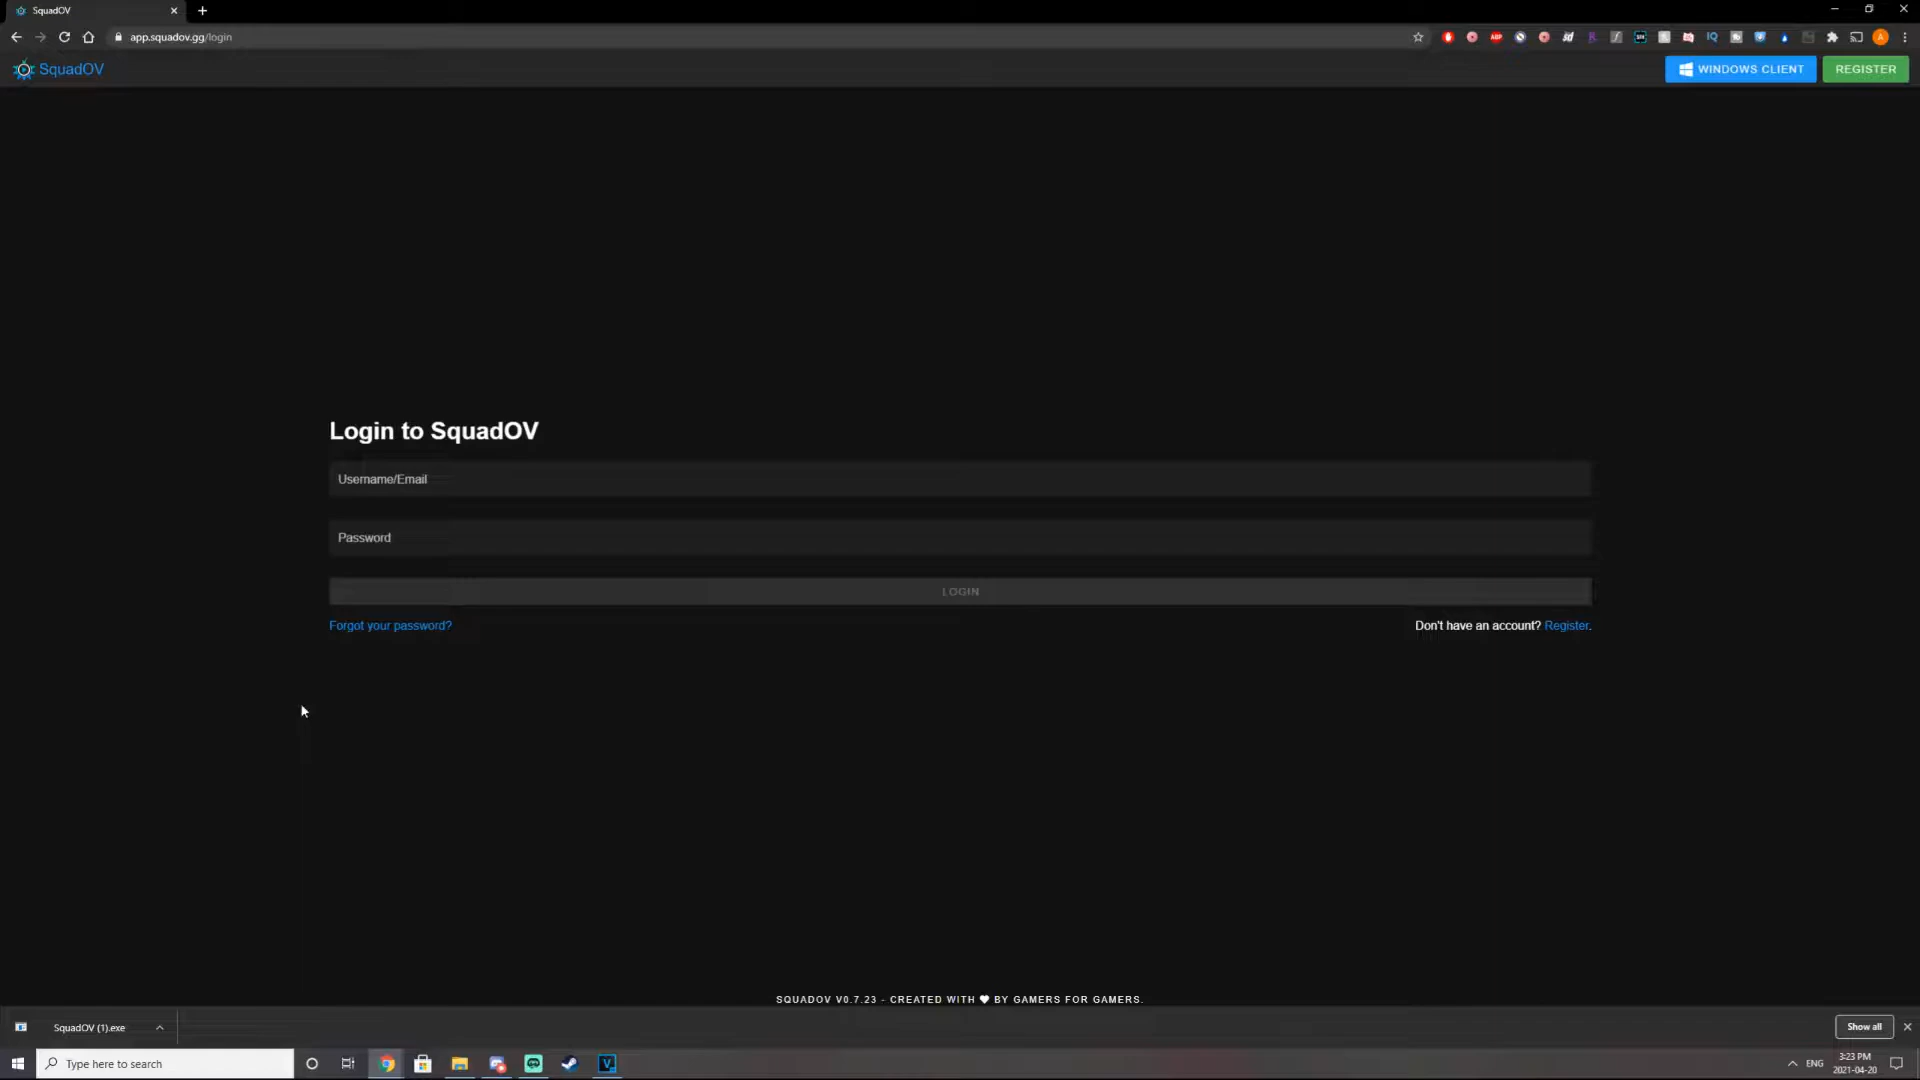 SquadOV
app.squadov.gg/login
SquadOV
WINDOWS CLIENT
REGISTER
Login to SquadOV
Username/Email
Password
LOGIN
Forgot your password?
Don't have an account? Register.
SQUADOV V0.7.23 - CREATED WITH ♥ BY GAMERS FOR GAMERS.
SquadOV (1).exe
Show all
Type here to search
ENG
3:23 PM
2021-04-20